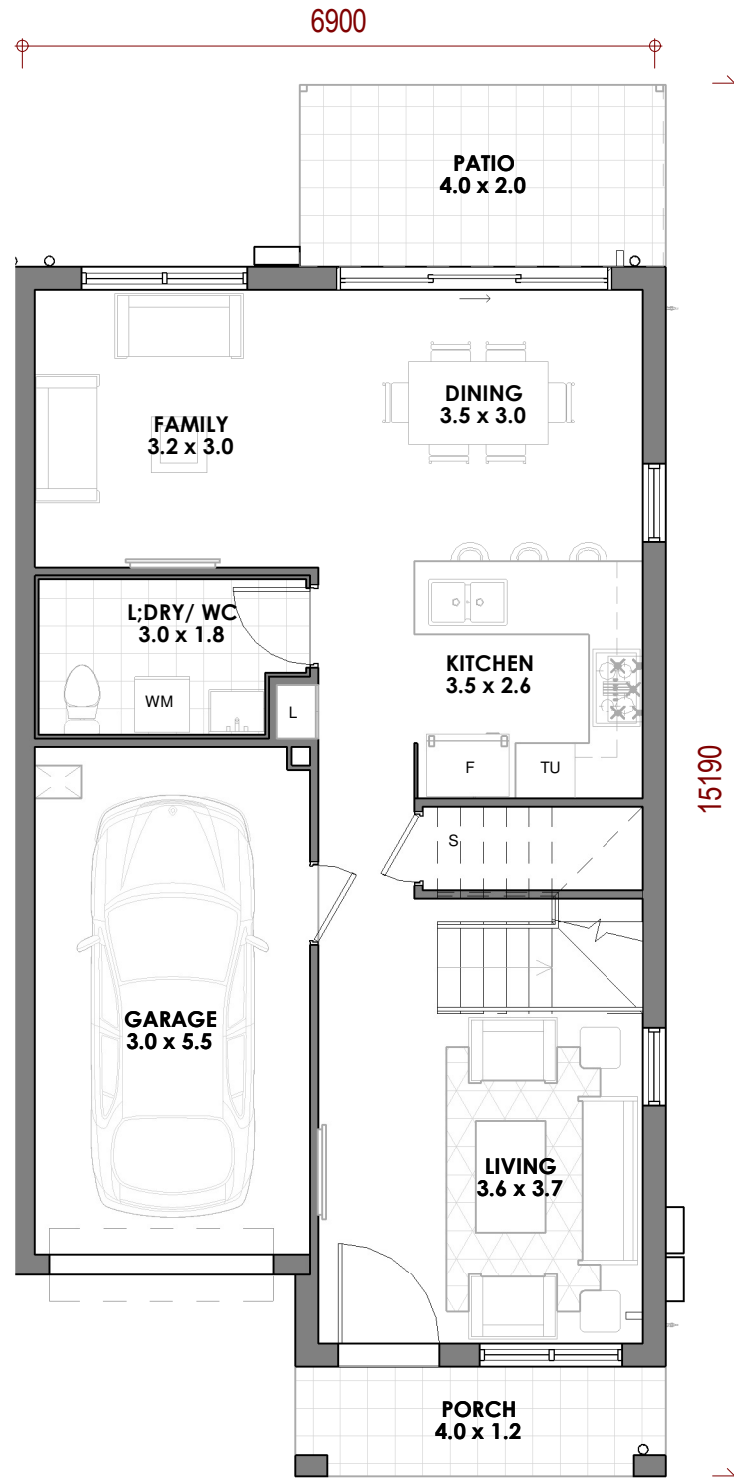 6900
PATIO
4.0 x 2.0
DINING
3.5 x 3.0
FAMILY
3.2 x 3.0
L;DRY/ WC
3.0 x 1.8
KITCHEN
3.5 x 2.6
WM
L
F
TU
15190
S
GARAGE
3.0 x 5.5
LIVING
3.6 x 3.7
PORCH
4.0 x 1.2